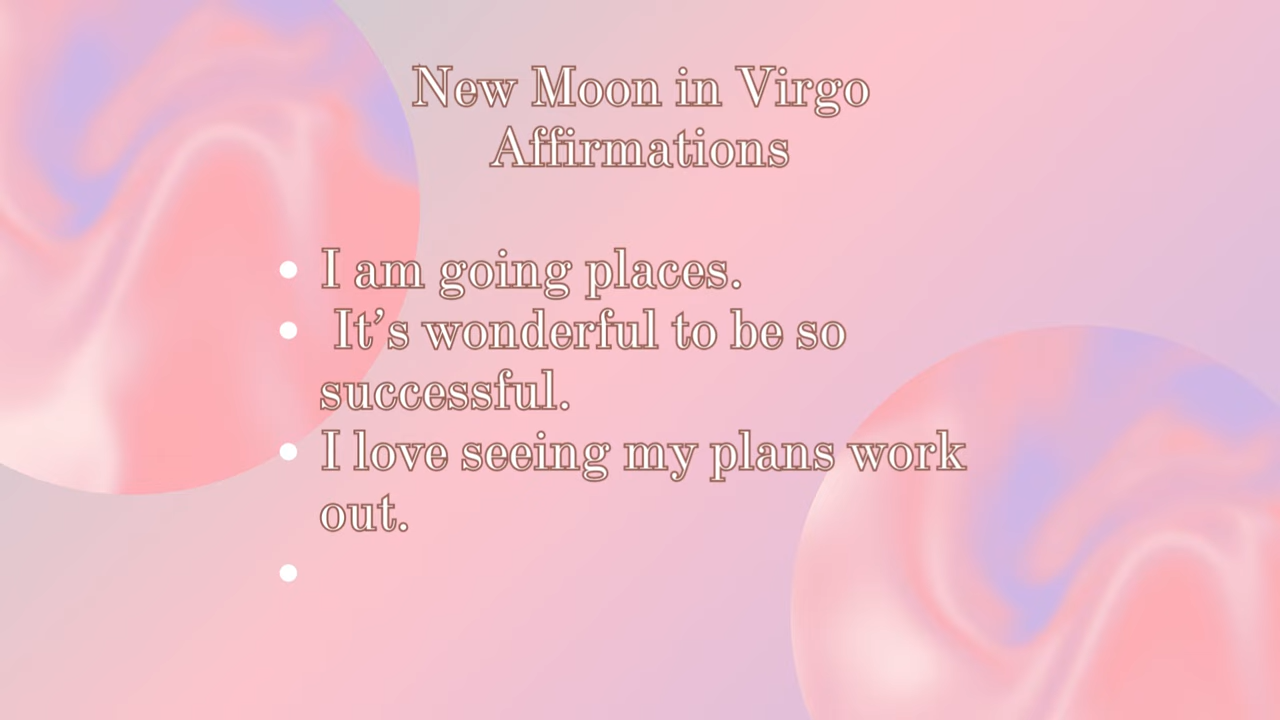 New Moon in Virgo
Affirmations
• I am going places.
• It’s wonderful to be so
successful.
• I love seeing my plans work
out.
•